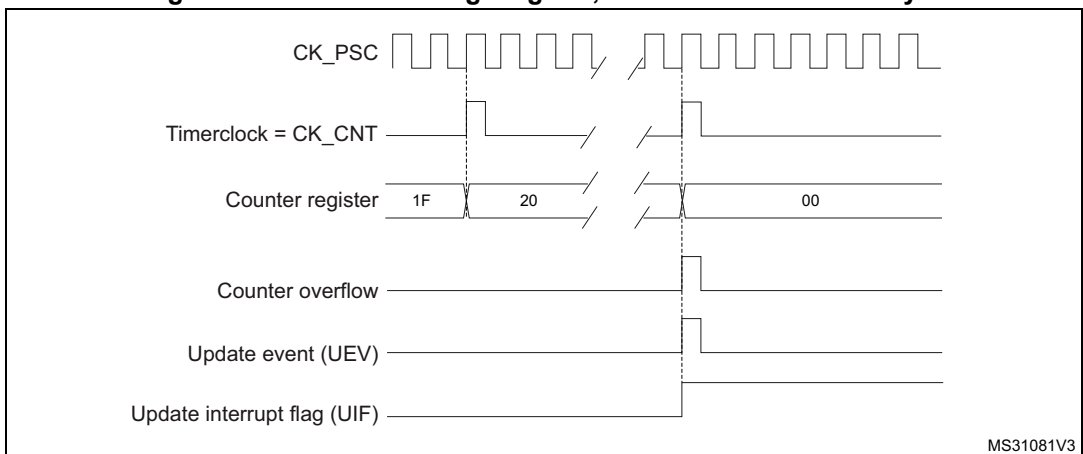 CK_PSC
Timerclock = CK_CNT
Counter register
1F
20
00
Counter overflow
Update event (UEV)
Update interrupt flag (UIF)
MS31081V3